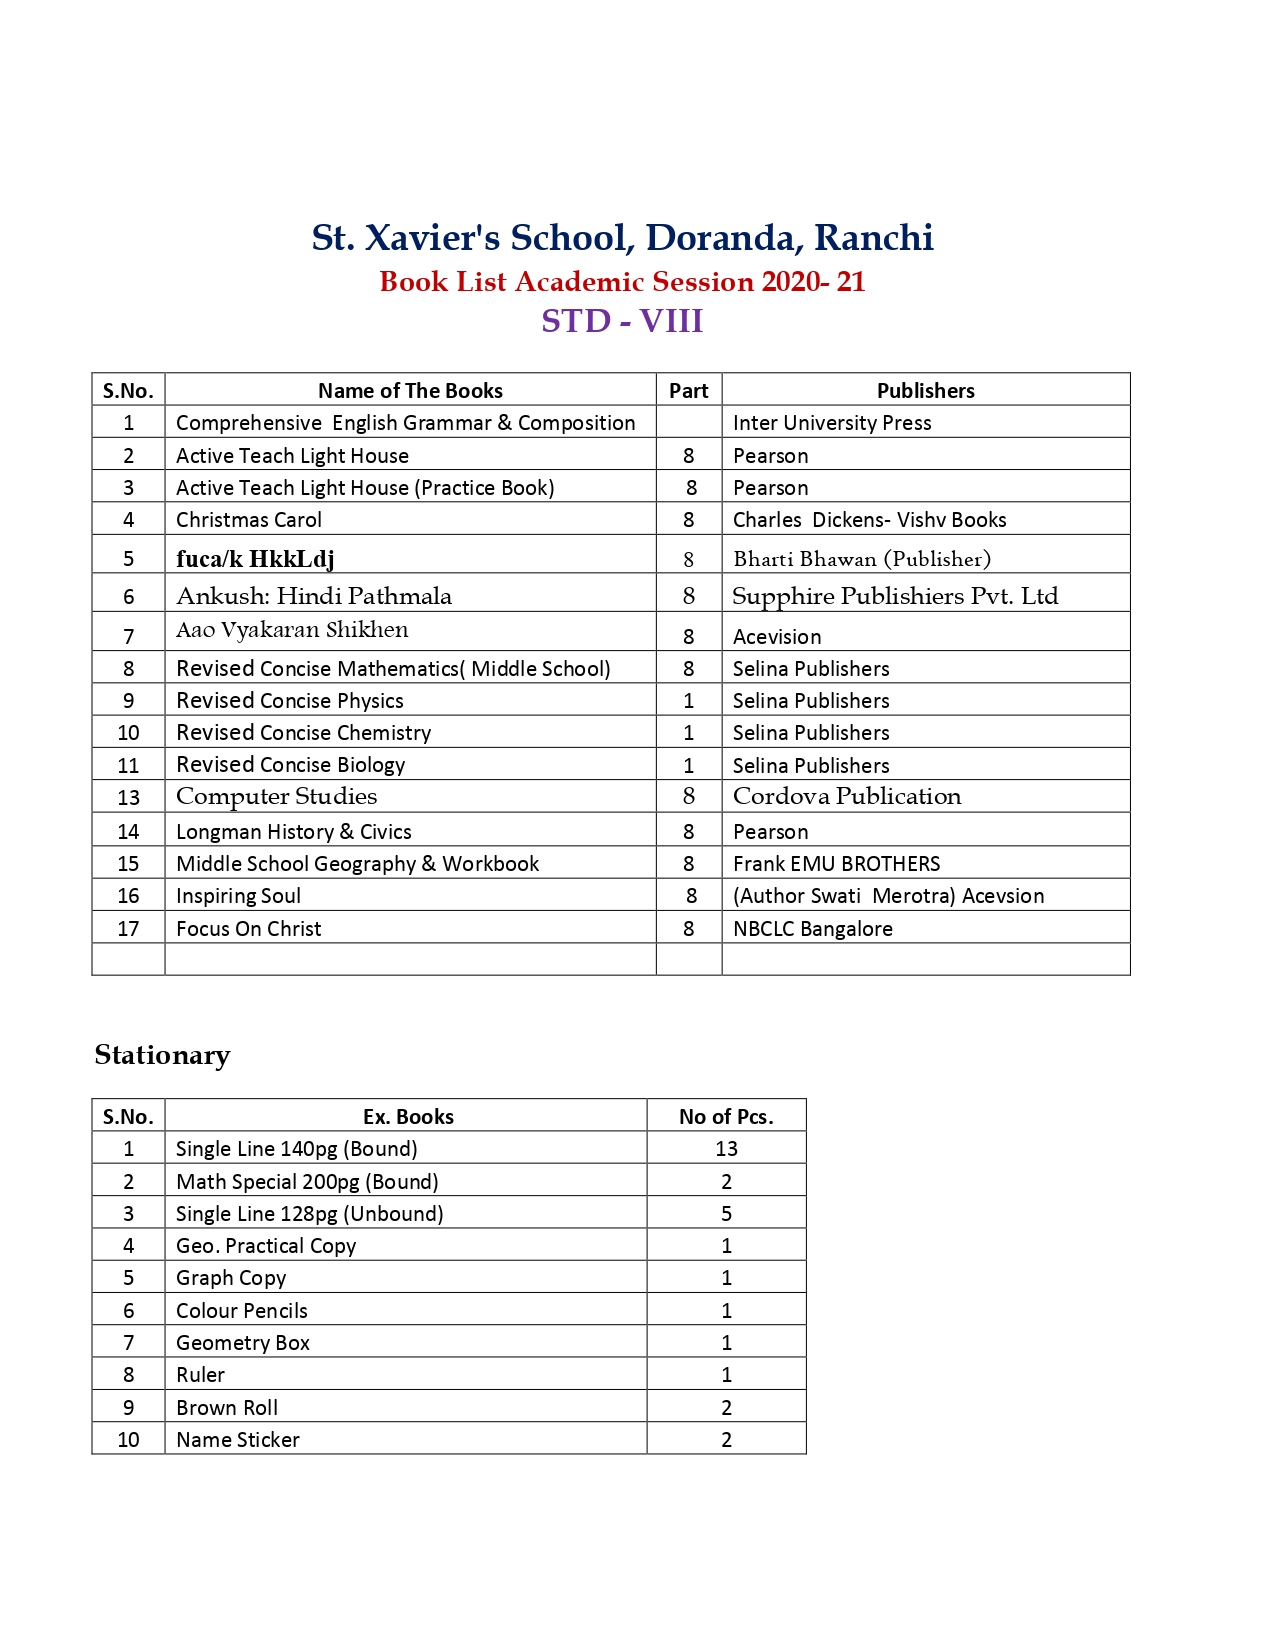 St. Xavier's School, Doranda, Ranchi
Book List Academic Session 2020- 21
STD - VIII
S.No. Name of The Books Part Publishers
1 Comprehensive English Grammar & Composition Inter University Press
2 Active Teach Light House 8 Pearson
3 Active Teach Light House (Practice Book) 8 Pearson
4 Christmas Carol 8 Charles Dickens- Vishv Books
5 fuca/k HkkLdj 8 Bharti Bhawan (Publisher)
6 Ankush: Hindi Pathmala 8 Supphire Publishiers Pvt. Ltd
7 Aao Vyakaran Shikhen 8 Acevision
8 Revised Concise Mathematics( Middle School) 8 Selina Publishers
9 Revised Concise Physics 1 Selina Publishers
10 Revised Concise Chemistry 1 Selina Publishers
11 Revised Concise Biology 1 Selina Publishers
13 Computer Studies 8 Cordova Publication
14 Longman History & Civics 8 Pearson
15 Middle School Geography & Workbook 8 Frank EMU BROTHERS
16 Inspiring Soul 8 (Author Swati Merotra) Acevsion
17 Focus On Christ 8 NBCLC Bangalore
Stationary
S.No. Ex. Books No of Pcs.
1 Single Line 140pg (Bound) 13
2 Math Special 200pg (Bound) 2
3 Single Line 128pg (Unbound) 5
4 Geo. Practical Copy 1
5 Graph Copy 1
6 Colour Pencils 1
7 Geometry Box 1
8 Ruler 1
9 Brown Roll 2
10 Name Sticker 2